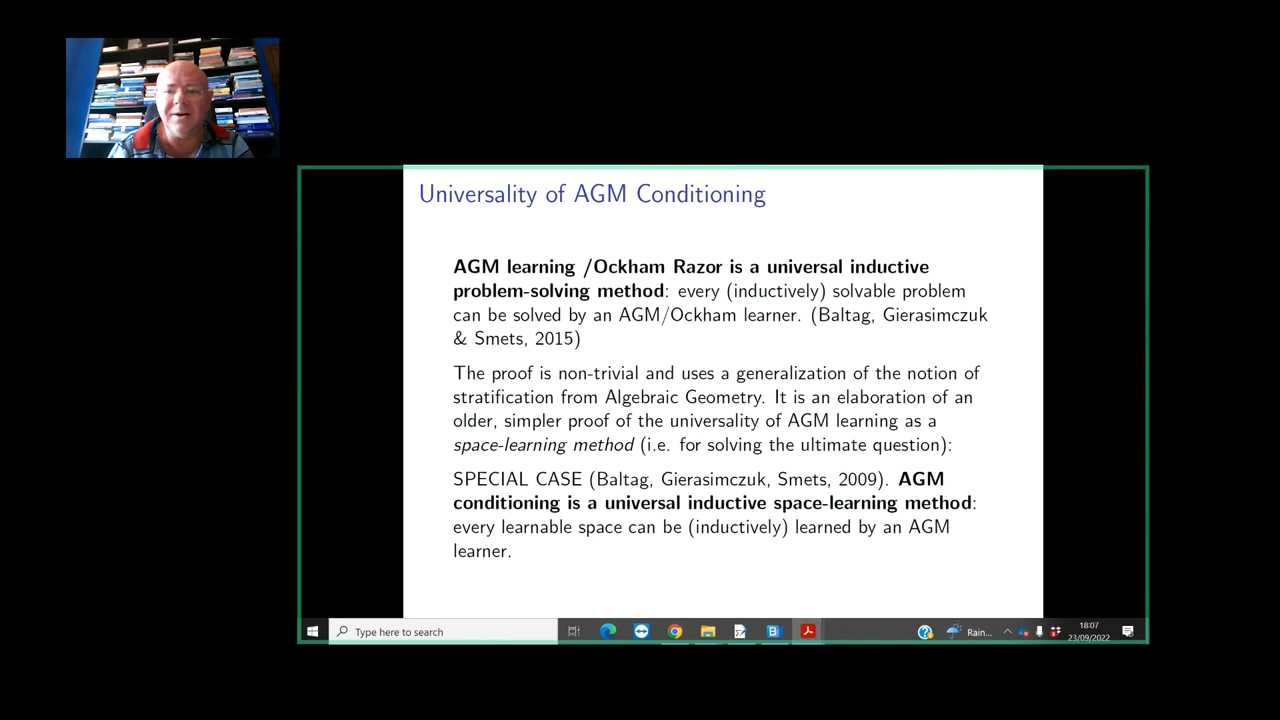 Universality of AGM Conditioning
AGM learning /Ockham Razor is a universal inductive
problem-solving method: every (inductively) solvable problem
can be solved by an AGM/Ockham learner. (Baltag, Gierasimczuk
& Smets, 2015)
The proof is non-trivial and uses a generalization of the notion of
stratification from Algebraic Geometry. It is an elaboration of an
older, simpler proof of the universality of AGM learning as a
space-learning method (i.e. for solving the ultimate question):
SPECIAL CASE (Baltag, Gierasimczuk, Smets, 2009). AGM
conditioning is a universal inductive space-learning method:
every learnable space can be (inductively) learned by an AGM
learner.
Type here to search
Rain...
18:07
23/09/2022